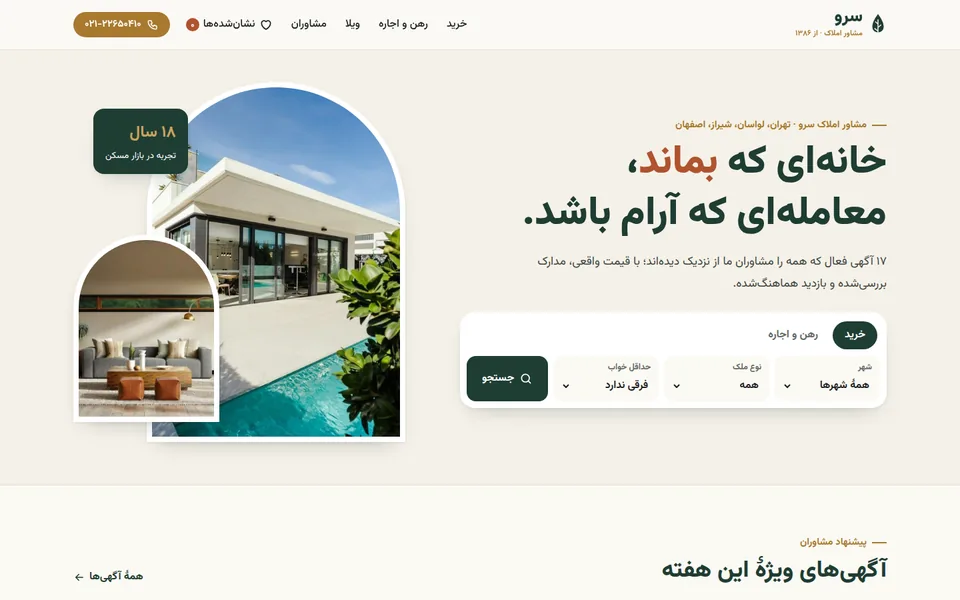 سرو
مشاور املاک · از ۱۳۸۶
خرید
رهن و اجاره
ویلا
مشاوران
نشان‌شده‌ها
۰
۰۲۱-۲۲۶۵۰۴۱۰
مشاور املاک سرو · تهران، لواسان، شیراز، اصفهان
خانه‌ای که بماند،
معامله‌ای که آرام باشد.
۱۷ آگهی فعال که همه را مشاوران ما از نزدیک دیده‌اند؛ با قیمت واقعی، مدارک
بررسی‌شده و بازدید هماهنگ‌شده.
خرید
رهن و اجاره
شهر
همهٔ شهرها
نوع ملک
همه
حداقل خواب
فرقی ندارد
جستجو
۱۸ سال
تجربه در بازار مسکن
پیشنهاد مشاوران
آگهی‌های ویژهٔ این هفته
همهٔ آگهی‌ها